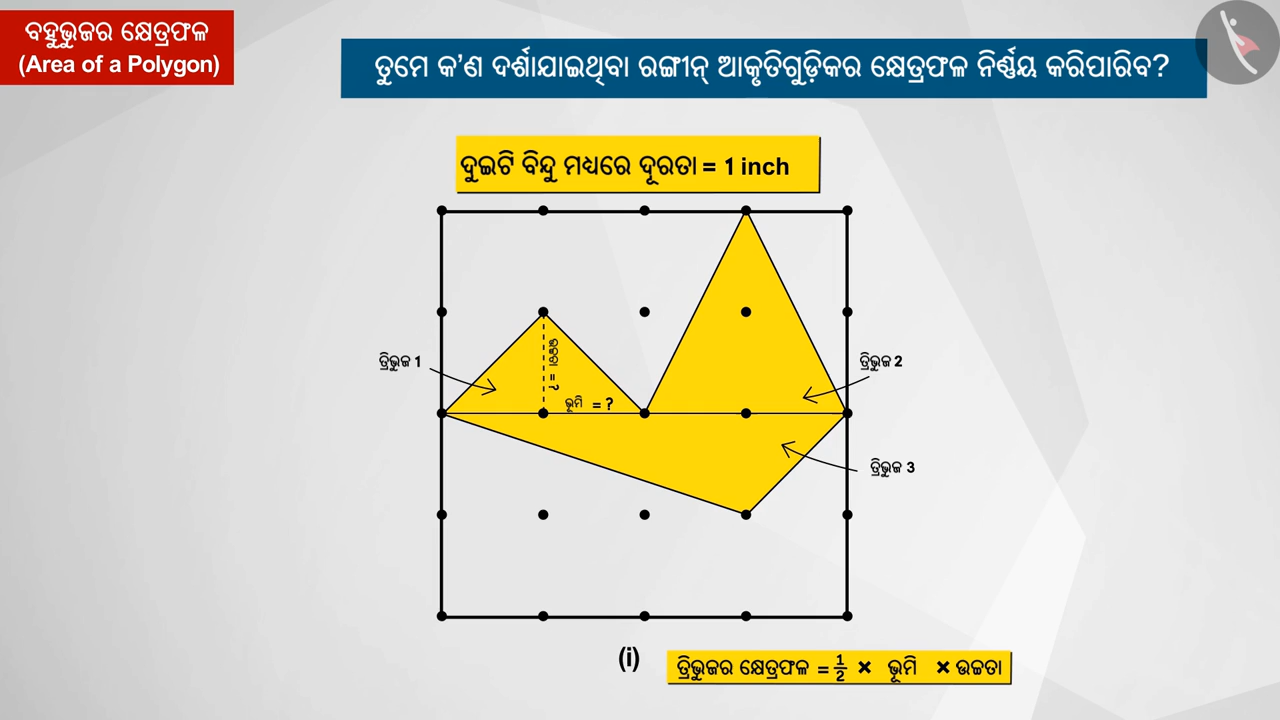 ବହୁଭୁଜର କ୍ଷେତ୍ରଫଳ
(Area of a Polygon)
ତୁମେ କ'ଣ ଦର୍ଶାଯାଇଥିବା ରଙ୍ଗୀନ୍ ଆକୃତିଗୁଡ଼ିକର କ୍ଷେତ୍ରଫଳ ନିର୍ଣ୍ଣୟ କରିପାରିବ?
ଦୁଇଟି ବିନ୍ଦୁ ମଧ୍ୟରେ ଦୂରତା = 1 inch
ତ୍ରିଭୁଜ 1
ଉଚ୍ଚତା = ?
ଭୂମି = ?
ତ୍ରିଭୁଜ 2
ତ୍ରିଭୁଜ 3
(i)
ତ୍ରିଭୁଜର କ୍ଷେତ୍ରଫଳ = 1/2 × ଭୂମି × ଉଚ୍ଚତା